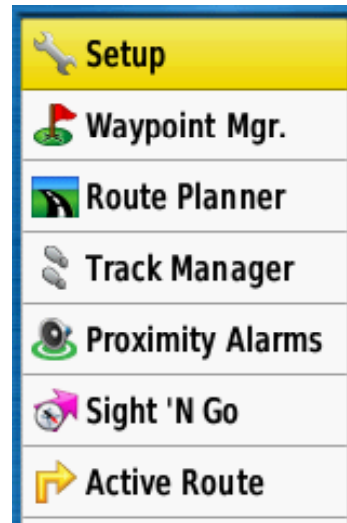 Setup
Waypoint Mgr.
Route Planner
Track Manager
Proximity Alarms
Sight 'N Go
Active Route